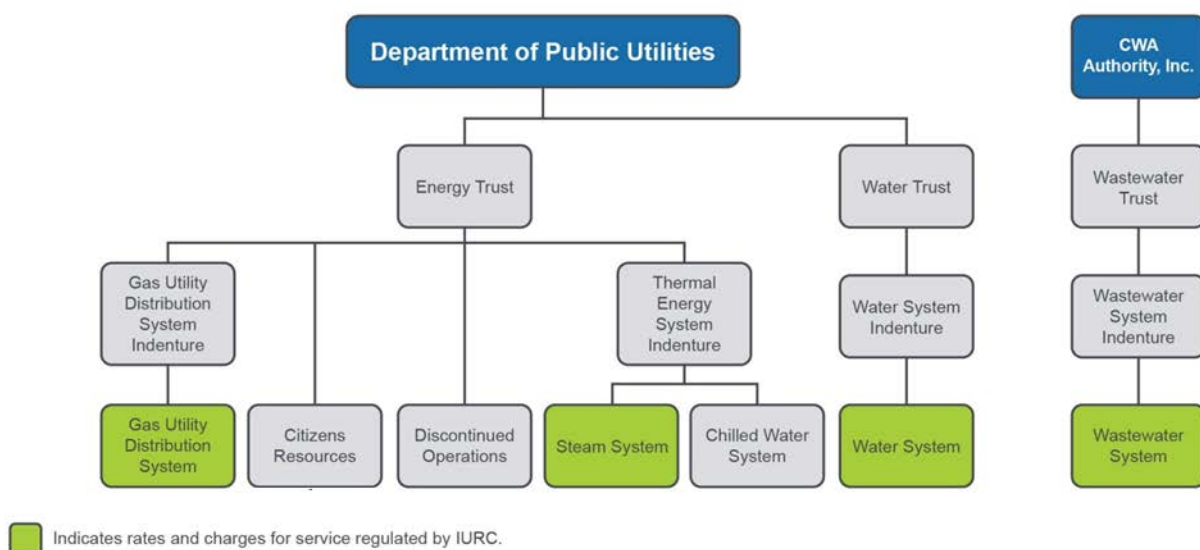 Department of Public Utilities
CWA
Authority, Inc.
Energy Trust
Water Trust
Wastewater
Trust
Gas Utility
Distribution
System
Indenture
Thermal
Energy
System
Indenture
Water System
Indenture
Wastewater
System
Indenture
Gas Utility
Distribution
System
Citizens
Resources
Discontinued
Operations
Steam System
Chilled Water
System
Water System
Wastewater
System
Indicates rates and charges for service regulated by IURC.